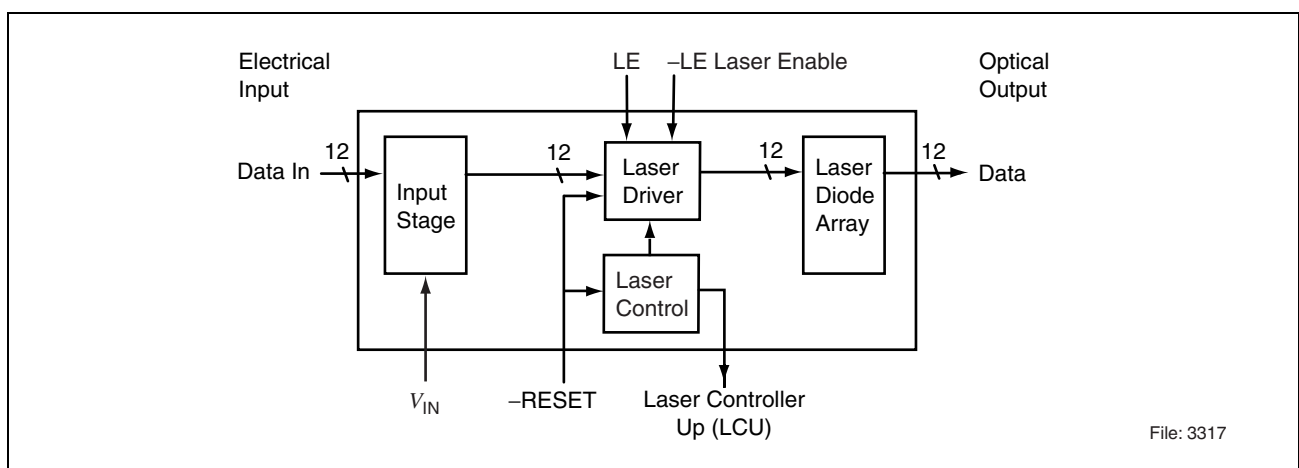 Electrical
Input
LE
–LE Laser Enable
Optical
Output
Data In
12
Input
Stage
12
Laser
Driver
12
Laser
Diode
Array
12
Data
Laser
Control
V_IN
–RESET
Laser Controller
Up (LCU)
File: 3317